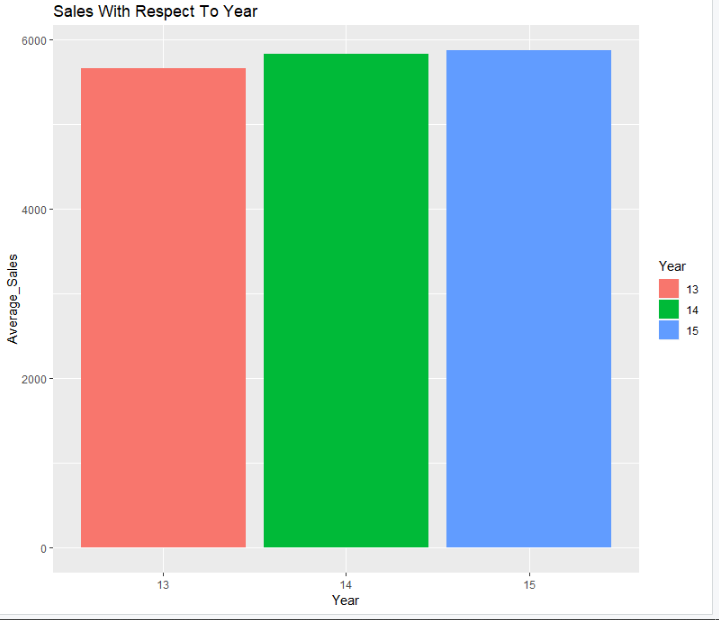 Sales With Respect To Year
6000
4000
2000
0
Average_Sales
13
14
15
Year
Year
13
14
15